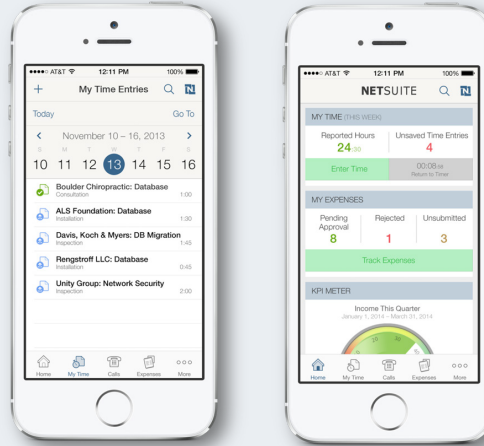 AT&T 12:11 PM 100%
+ My Time Entries
Today Go To
< November 10 – 16, 2013 >
S M T W T F S
10 11 12 13 14 15 16
Boulder Chiropractic: Database
Consultation 1:00
ALS Foundation: Database
Installation 1:30
Davis, Koch & Myers: DB Migration
Inspection 1:45
Rengstroff LLC: Database
Installation 0:45
Unity Group: Network Security
Inspection 2:00
Home My Time Calls Expenses More
AT&T 12:11 PM 100%
NETSUITE N
MY TIME (THIS WEEK)
Reported Hours Unsaved Time Entries
24:30 4
Enter Time 00:08:08
Return to Timer
MY EXPENSES
Pending Approval Rejected Unsubmitted
8 1 3
Track Expenses
KPI METER
Income This Quarter
January 1, 2014 – March 31, 2014
Home My Time Calls Expenses More